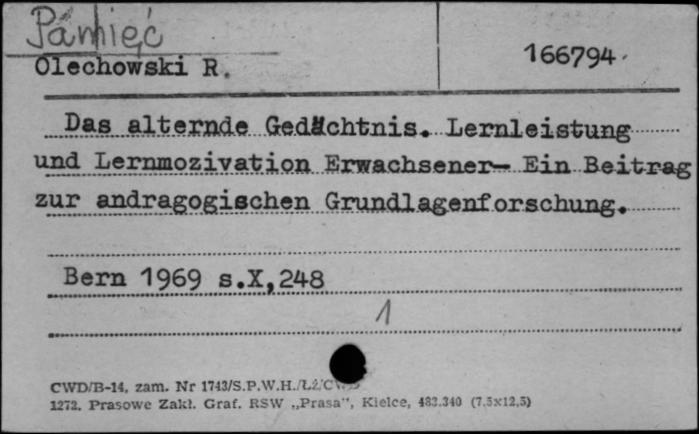 Pamięć
Olechowski R.
166794
Das alternde Gedächtnis. Lernleistung
und Lernmozivation Erwachsener- Ein Beitrag
zur andragogischen Grundlagenforschung.
Bern 1969 s.X,248
1
CWD/B-14, zam. Nr 1743/S.P.W.H./
1272. Prasowe Zakł. Graf. RSW „Prasa", Kielce, 483.340 (7,5x12,5)